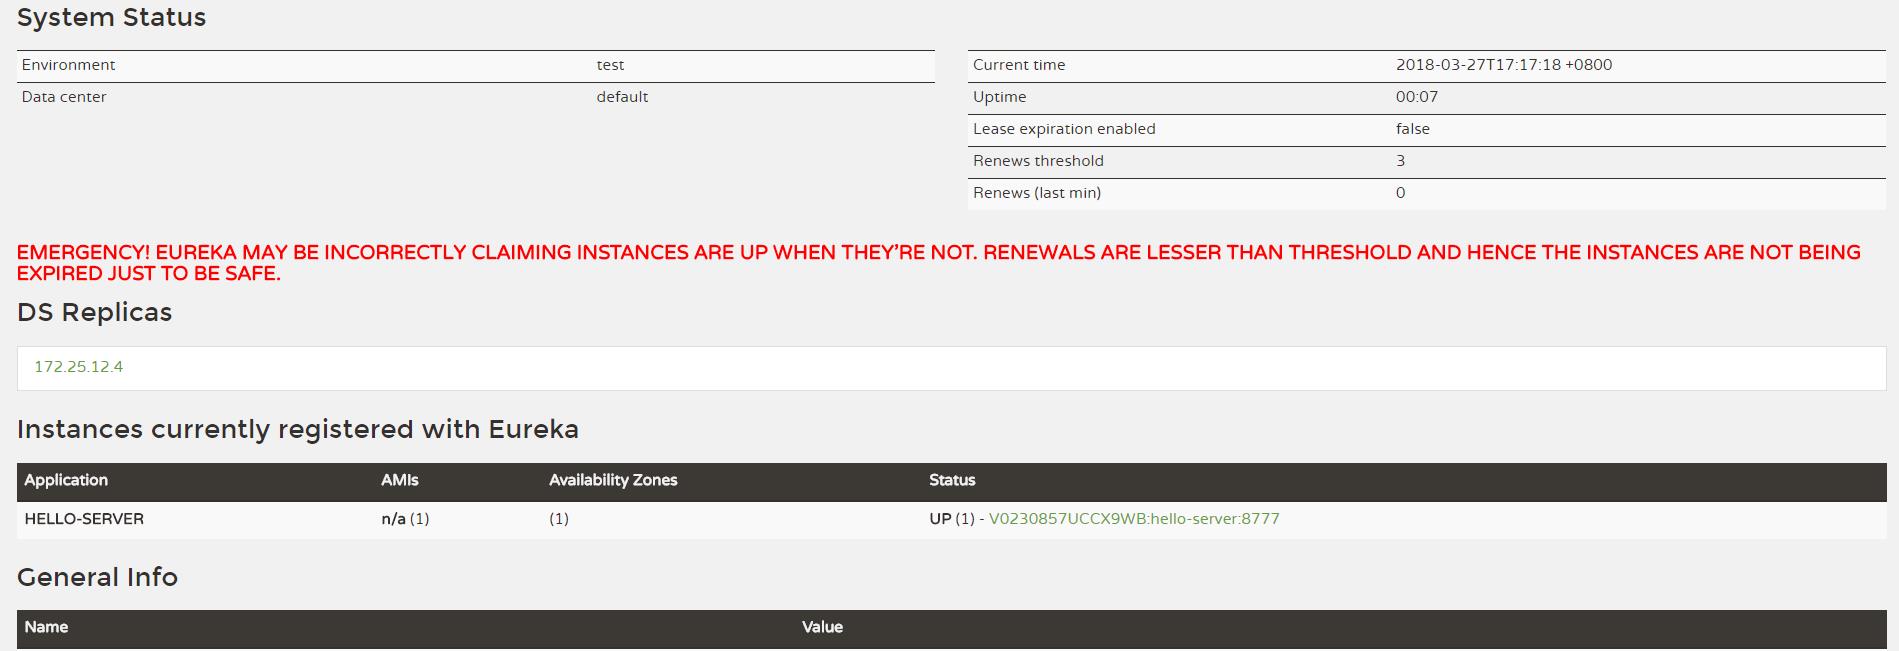 System Status
Environment test
Data center default
Current time 2018-03-27T17:17:18 +0800
Uptime 00:07
Lease expiration enabled false
Renews threshold 3
Renews (last min) 0
EMERGENCY! EUREKA MAY BE INCORRECTLY CLAIMING INSTANCES ARE UP WHEN THEY'RE NOT. RENEWALS ARE LESSER THAN THRESHOLD AND HENCE THE INSTANCES ARE NOT BEING
EXPIRED JUST TO BE SAFE.
DS Replicas
172.25.12.4
Instances currently registered with Eureka
Application AMIs Availability Zones Status
HELLO-SERVER n/a (1) (1) UP (1) - V0230857UCCX9WB:hello-server:8777
General Info
Name Value